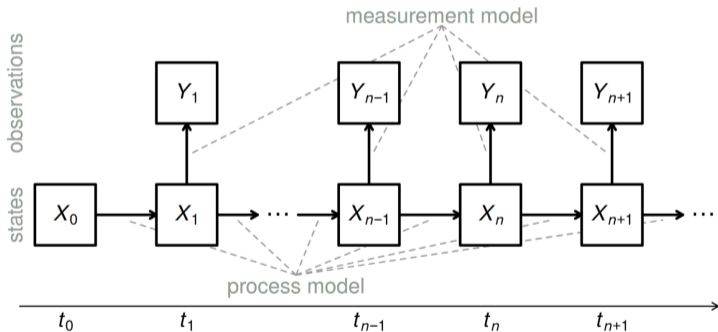 measurement model
observations
Y₁ Yₙ₋₁ Yₙ Yₙ₊₁
states
X₀ X₁ ⋯ Xₙ₋₁ Xₙ Xₙ₊₁ ⋯
process model
t₀ t₁ tₙ₋₁ tₙ tₙ₊₁